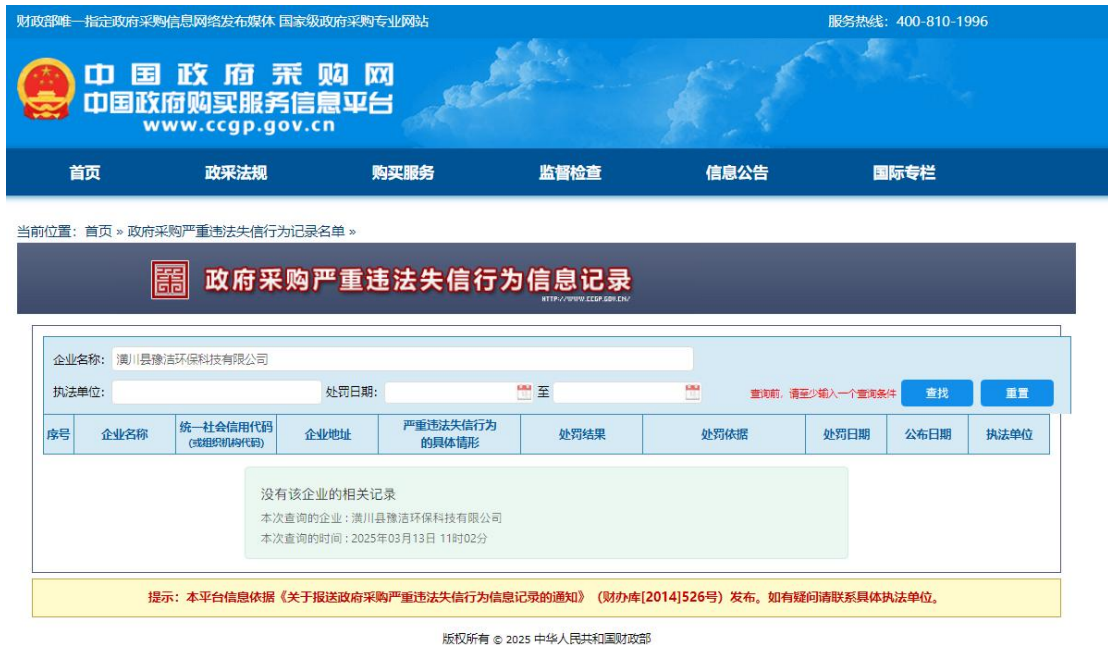 财政部唯一指定政府采购信息网络发布媒体 国家级政府采购专业网站
服务热线：400-810-1996
中国政府采购网
中国政府购买服务信息平台
www.ccgp.gov.cn
首页 政采法规 购买服务 监督检查 信息公告 国际专栏
当前位置：首页 » 政府采购严重违法失信行为记录名单 »
政府采购严重违法失信行为信息记录
HTTP://WWW.CCGP.GOV.CN/
企业名称：潢川县豫洁环保科技有限公司
执法单位： 处罚日期： 至 查询前，请至少输入一个查询条件 查找 重置
序号 企业名称 统一社会信用代码 (或组织机构代码) 企业地址 严重违法失信行为 的具体情形 处罚结果 处罚依据 处罚日期 公布日期 执法单位
没有该企业的相关记录
本次查询的企业：潢川县豫洁环保科技有限公司
本次查询的时间：2025年03月13日 11时02分
提示：本平台信息依据《关于报送政府采购严重违法失信行为信息记录的通知》（财办库[2014]526号）发布。如有疑问请联系具体执法单位。
版权所有 © 2025 中华人民共和国财政部